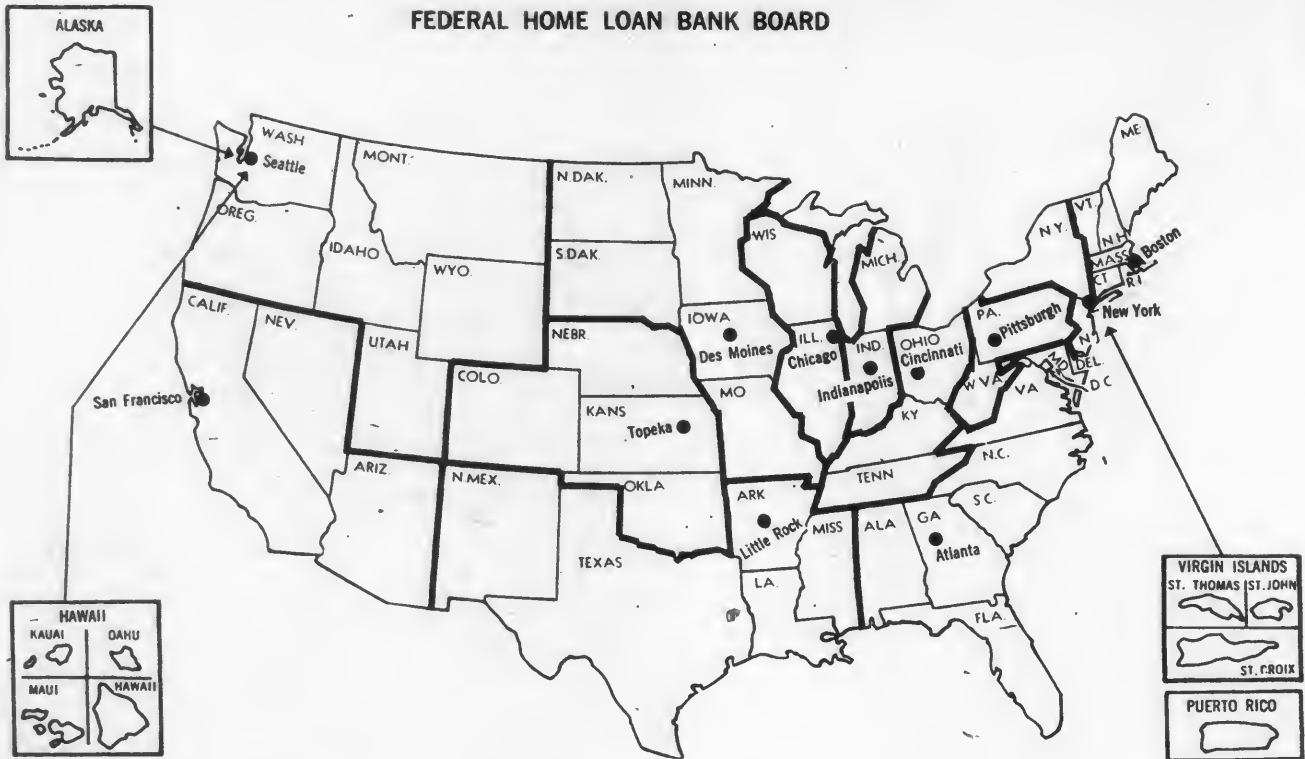 FEDERAL HOME LOAN BANK BOARD
ALASKA
WASH
Seattle
MONT.
N.DAK.
MINN.
ME
OREG.
IDAHO
WYO.
S.DAK.
WIS
MICH.
N.Y.
VT.
N.H
MASS
Boston
CT
R I
CALIF.
NEV.
UTAH
NEBR.
IOWA
Des Moines
ILL.
Chicago
IND.
Indianapolis
OHIO
Cincinnati
PA.
Pittsburgh
New York
N J
DEL.
MD
D C
San Francisco
COLO.
KANS
Topeka
MO
KY
W VA
VA
ARIZ.
N.MEX.
OKLA
ARK
Little Rock
TENN
N.C.
S C.
TEXAS
LA.
MISS
ALA
GA
Atlanta
FLA.
HAWAII
KAUAI
OAHU
MAUI
HAWAII
VIRGIN ISLANDS
ST. THOMAS
ST. JOHN
ST. CROIX
PUERTO RICO